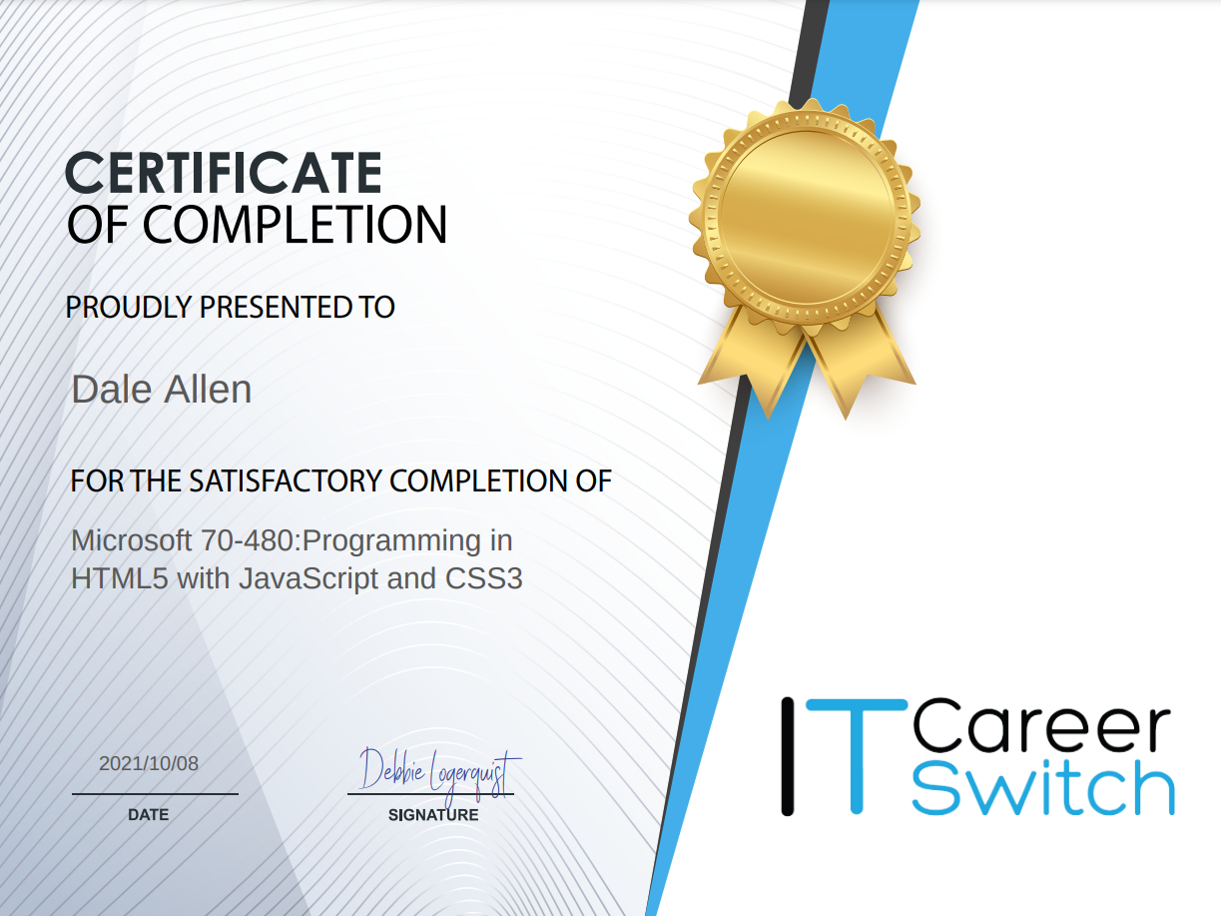 CERTIFICATE
OF COMPLETION
PROUDLY PRESENTED TO
Dale Allen
FOR THE SATISFACTORY COMPLETION OF
Microsoft 70-480:Programming in
HTML5 with JavaScript and CSS3
2021/10/08
DATE
Debbie Logerquist
SIGNATURE
IT Career
Switch